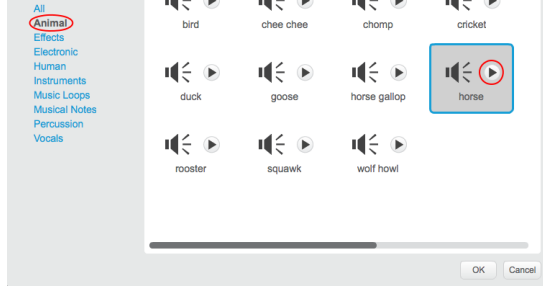 All
Animal
Effects
Electronic
Human
Instruments
Music Loops
Musical Notes
Percussion
Vocals
bird chee chee chomp cricket
duck goose horse gallop horse
rooster squawk wolf howl
OK Cancel